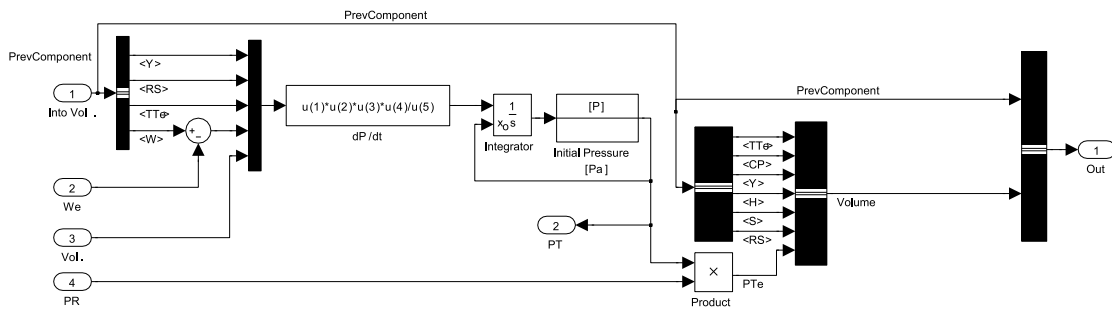 PrevComponent
PrevComponent
<Y>
1
Into Vol .
<RS>
<TTe>
<W>
+
−
2
We
3
Vol.
4
PR
u(1)*u(2)*u(3)*u(4)/u(5)
dP/dt
1
s
xo
Integrator
[P]
Initial Pressure
[Pa]
2
PT
×
Product
PTe
PrevComponent
<TTe>
<CP>
<Y>
<H>
<S>
<RS>
Volume
1
Out